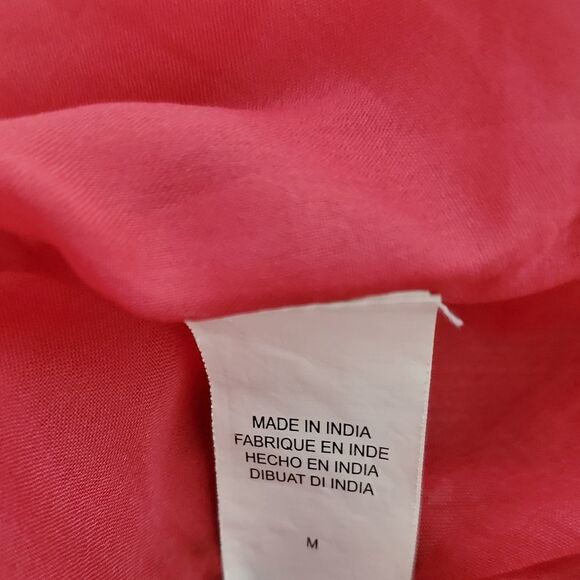 MADE IN INDIA
FABRIQUE EN INDE
HECHO EN INDIA
DIBUAT DI INDIA
M